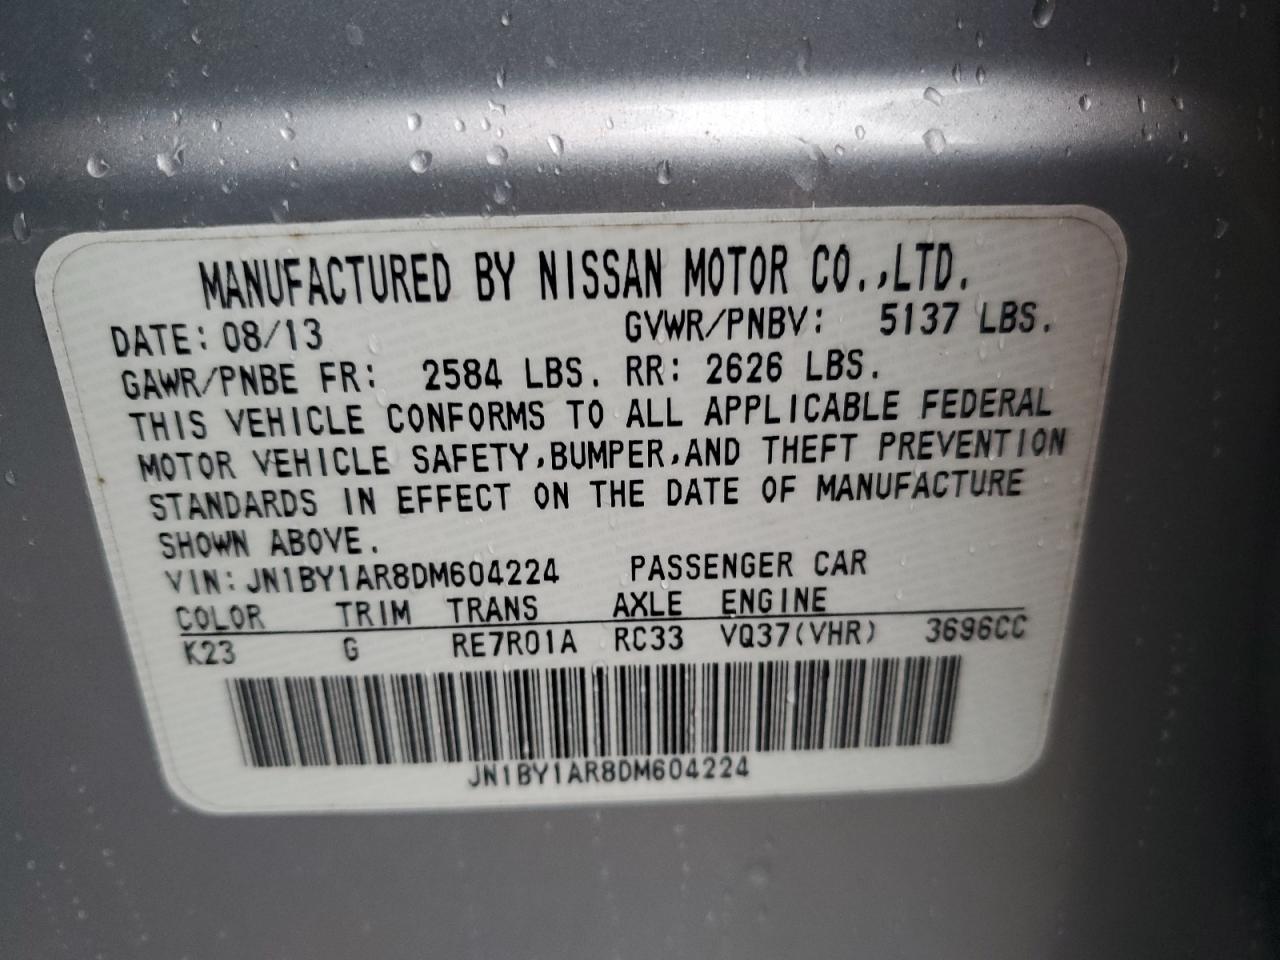 MANUFACTURED BY NISSAN MOTOR CO.,LTD.
DATE: 08/13 GVWR/PNBV: 5137 LBS.
GAWR/PNBE FR: 2584 LBS. RR: 2626 LBS.
THIS VEHICLE CONFORMS TO ALL APPLICABLE FEDERAL
MOTOR VEHICLE SAFETY,BUMPER,AND THEFT PREVENTION
STANDARDS IN EFFECT ON THE DATE OF MANUFACTURE
SHOWN ABOVE.
VIN: JN1BY1AR8DM604224 PASSENGER CAR
COLOR TRIM TRANS AXLE ENGINE
K23 G RE7R01A RC33 VQ37(VHR) 3696CC
JN1BY1AR8DM604224